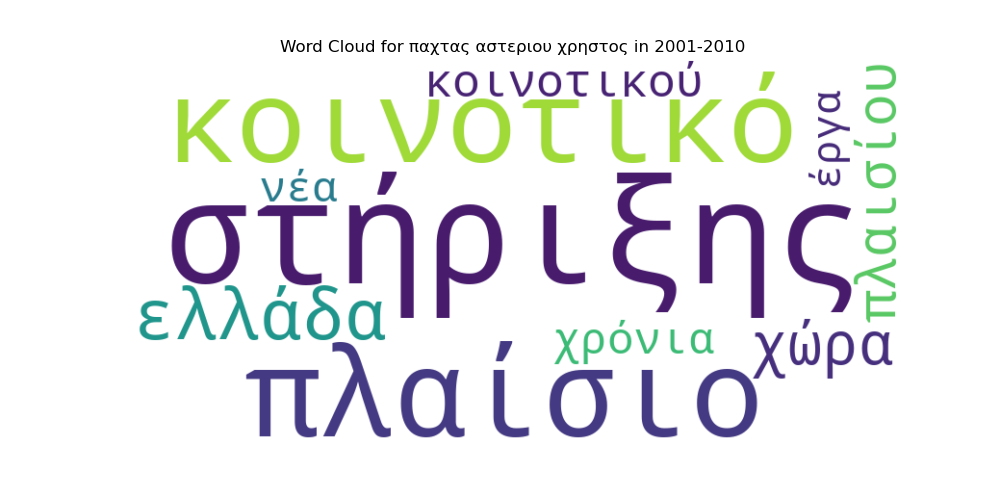 Word Cloud for παχτας αστεριου χρηστος in 2001-2010
κοινοτικού
κοινοτικό
έργα
πλαισίου
νέα
στήριξης
ελλάδα
χρόνια
χώρα
πλαίσιο